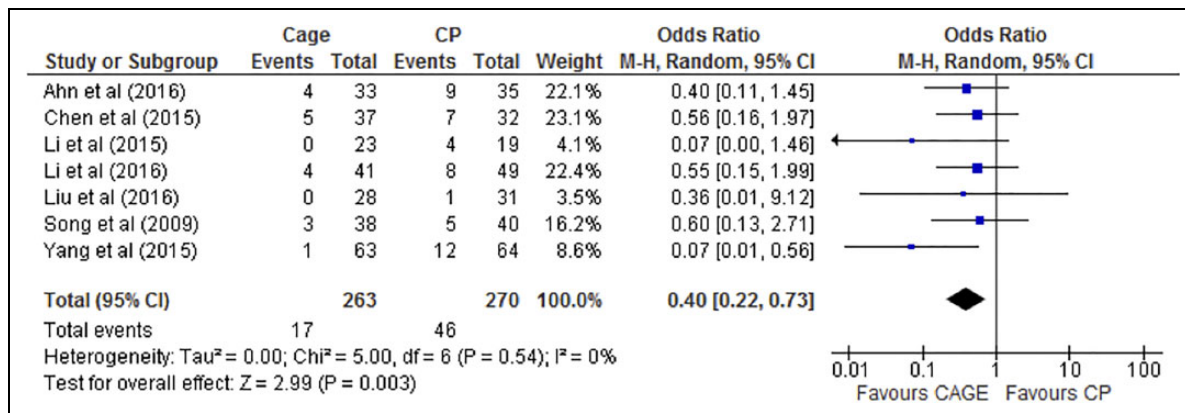 Cage CP Odds Ratio Odds Ratio
Study or Subgroup Events Total Events Total Weight M-H, Random, 95% CI M-H, Random, 95% CI
Ahn et al (2016) 4 33 9 35 22.1% 0.40 [0.11, 1.45]
Chen et al (2015) 5 37 7 32 23.1% 0.56 [0.16, 1.97]
Li et al (2015) 0 23 4 19 4.1% 0.07 [0.00, 1.46]
Li et al (2016) 4 41 8 49 22.4% 0.55 [0.15, 1.99]
Liu et al (2016) 0 28 1 31 3.5% 0.36 [0.01, 9.12]
Song et al (2009) 3 38 5 40 16.2% 0.60 [0.13, 2.71]
Yang et al (2015) 1 63 12 64 8.6% 0.07 [0.01, 0.56]
Total (95% CI) 263 270 100.0% 0.40 [0.22, 0.73]
Total events 17 46
Heterogeneity: Tau² = 0.00; Chi² = 5.00, df = 6 (P = 0.54); I² = 0%
Test for overall effect: Z = 2.99 (P = 0.003)
0.01 0.1 1 10 100
Favours CAGE Favours CP